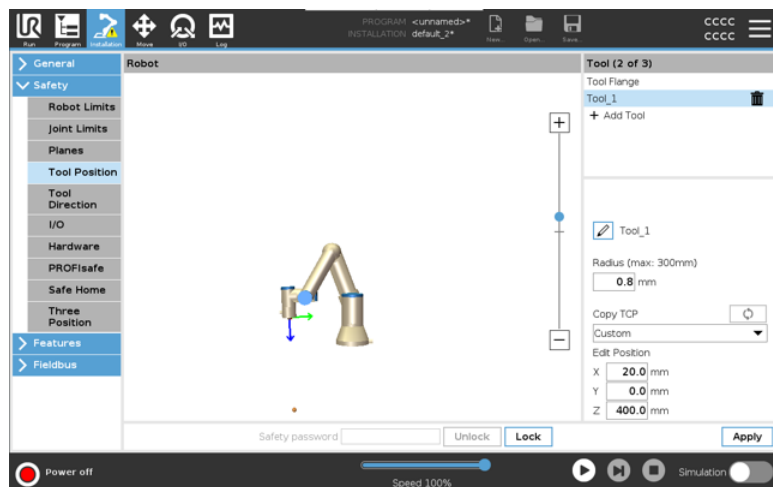 PROGRAM <unnamed>*
INSTALLATION default_2*
cccc
cccc
Run
Program
Installation
Move
I/O
Log
New...
Open...
Save...
General
Safety
Robot Limits
Joint Limits
Planes
Tool Position
Tool
Direction
I/O
Hardware
PROFIsafe
Safe Home
Three
Position
Features
Fieldbus
Robot
Tool (2 of 3)
Tool Flange
Tool_1
+ Add Tool
Tool_1
Radius (max: 300mm)
0.8 mm
Copy TCP
Custom
Edit Position
X 20.0 mm
Y 0.0 mm
Z 400.0 mm
Safety password Unlock Lock
Apply
Power off
Speed 100%
Simulation